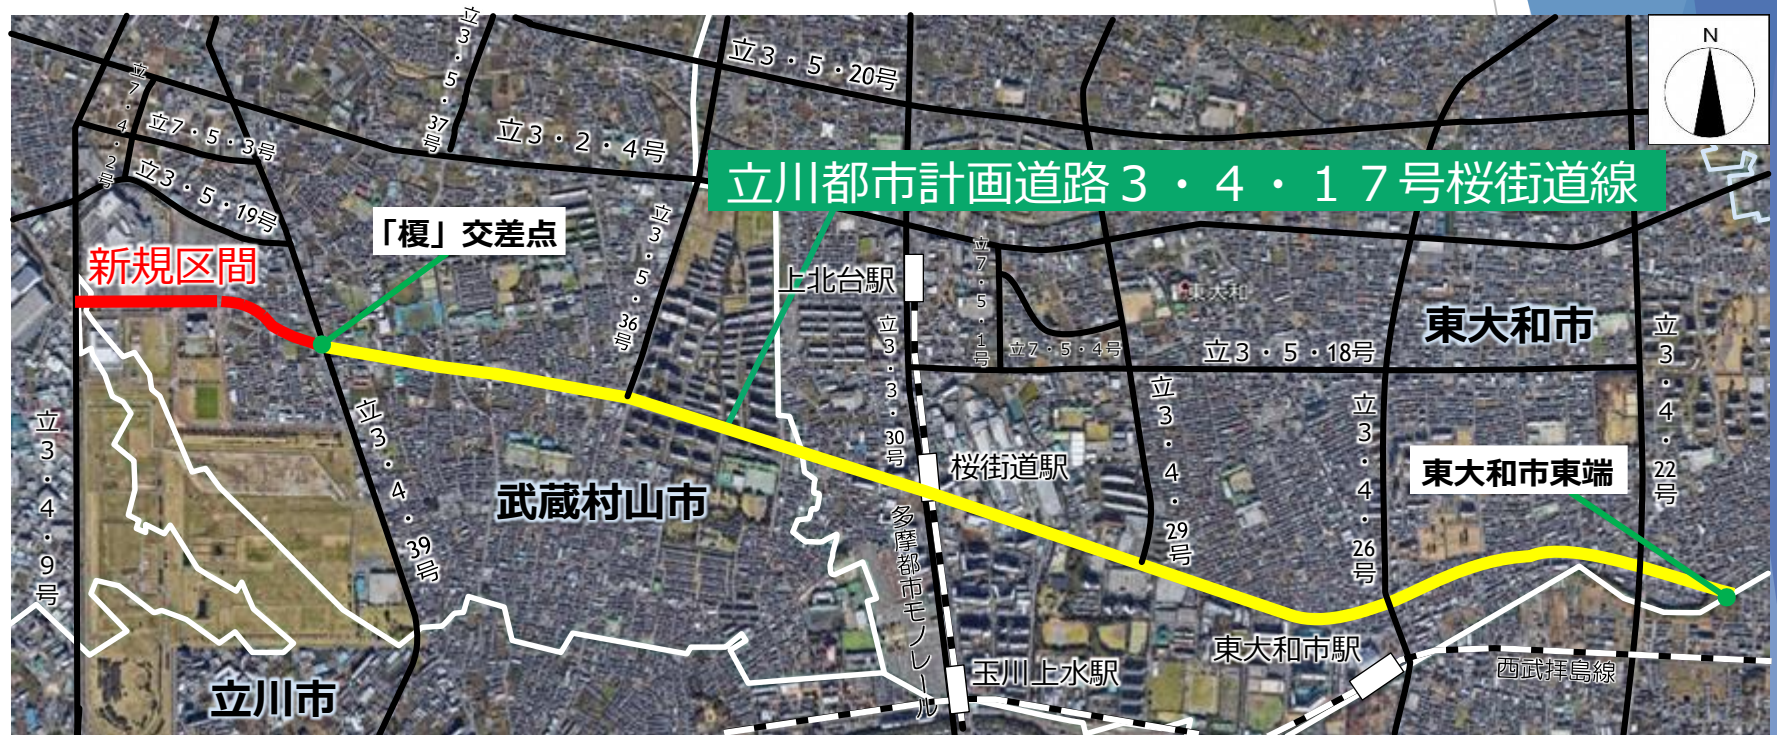 立3・5・37号
N
立3・5・20号
立7・4・2号
立7・5・3号
立3・2・4号
立川都市計画道路3・4・17号桜街道線
立3・5・19号
「榎」交差点
立3・5・36号
新規区間
上北台駅
立7・5・1号
東大和
東大和市
立3・3・30号
立7・5・4号
立3・5・18号
立3・4・22号
立3・4・9号
立3・4・39号
立3・4・29号
立3・4・26号
桜街道駅
東大和市東端
武蔵村山市
多摩都市モノレール
東大和市駅
玉川上水駅
西武拝島線
立川市